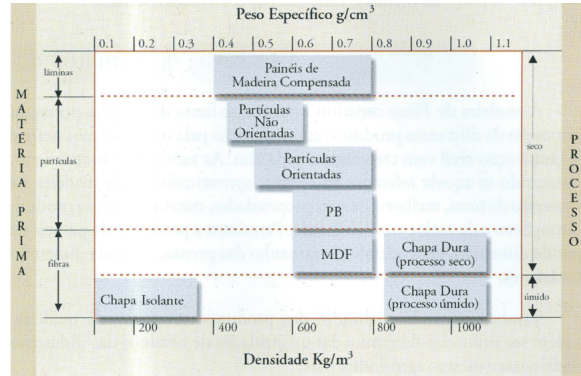 Peso Específico g/cm³
0.1 0.2 0.3 0.4 0.5 0.6 0.7 0.8 0.9 1.0 1.1
MATÉRIA PRIMA
lâminas
partículas
fibras
Painéis de
Madeira Compensada
Partículas
Não
Orientadas
Partículas
Orientadas
PB
MDF
Chapa Dura
(processo seco)
Chapa Isolante
Chapa Dura
(processo úmido)
seco
úmido
PROCESSO
200 400 600 800 1000
Densidade Kg/m³